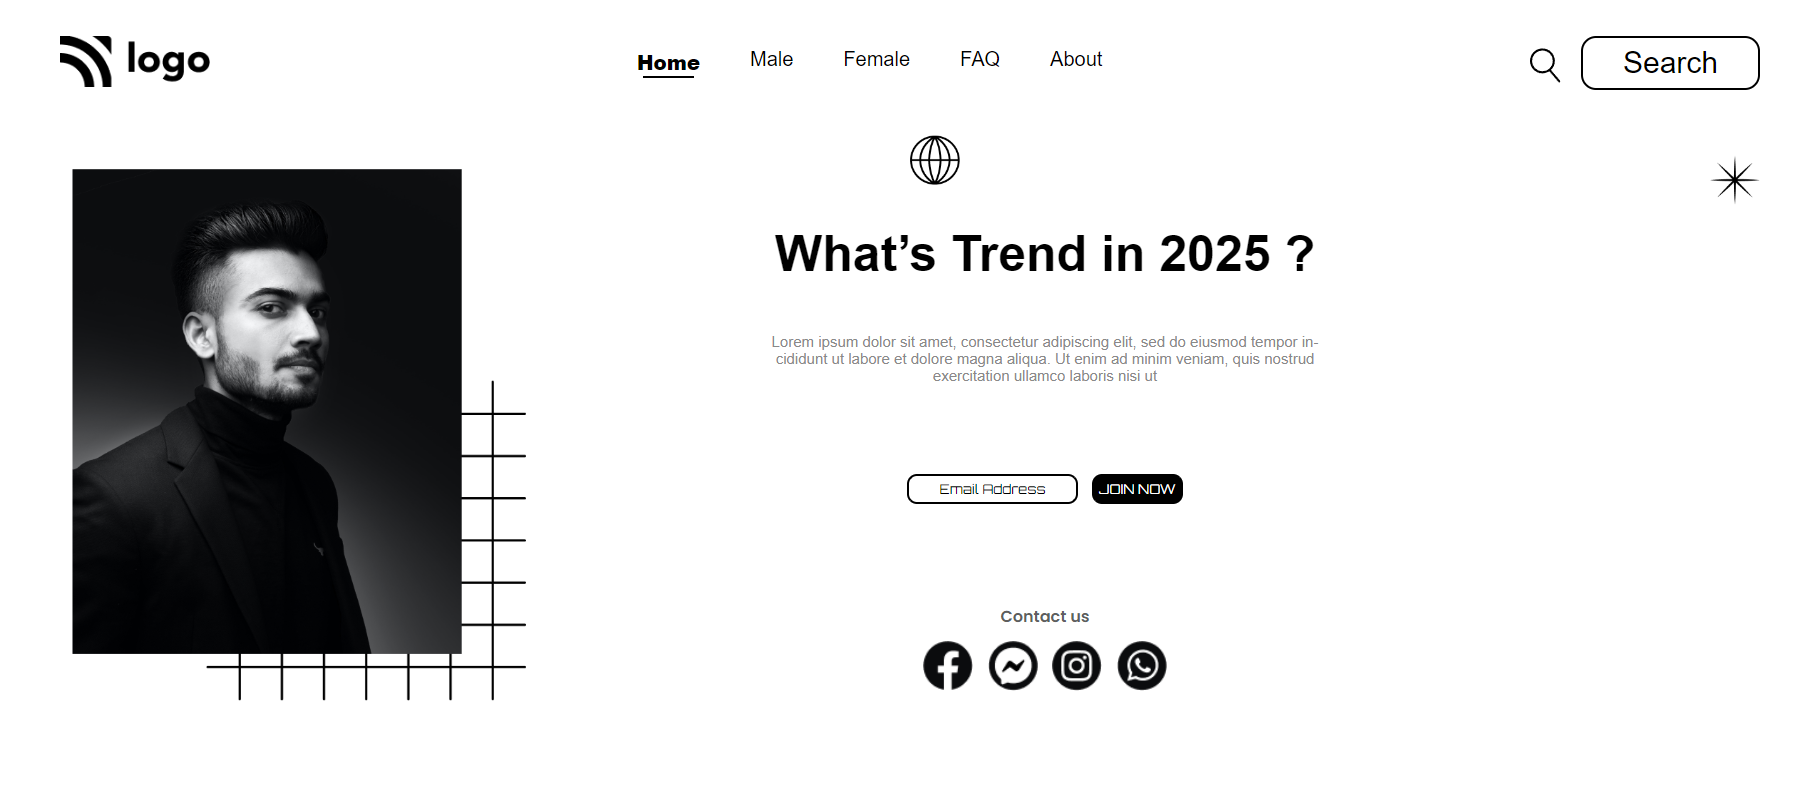 logo
Home
Male
Female
FAQ
About
Search
What’s Trend in 2025 ?
Lorem ipsum dolor sit amet, consectetur adipiscing elit, sed do eiusmod tempor in-
cididunt ut labore et dolore magna aliqua. Ut enim ad minim veniam, quis nostrud
exercitation ullamco laboris nisi ut
Email Address
JOIN NOW
Contact us